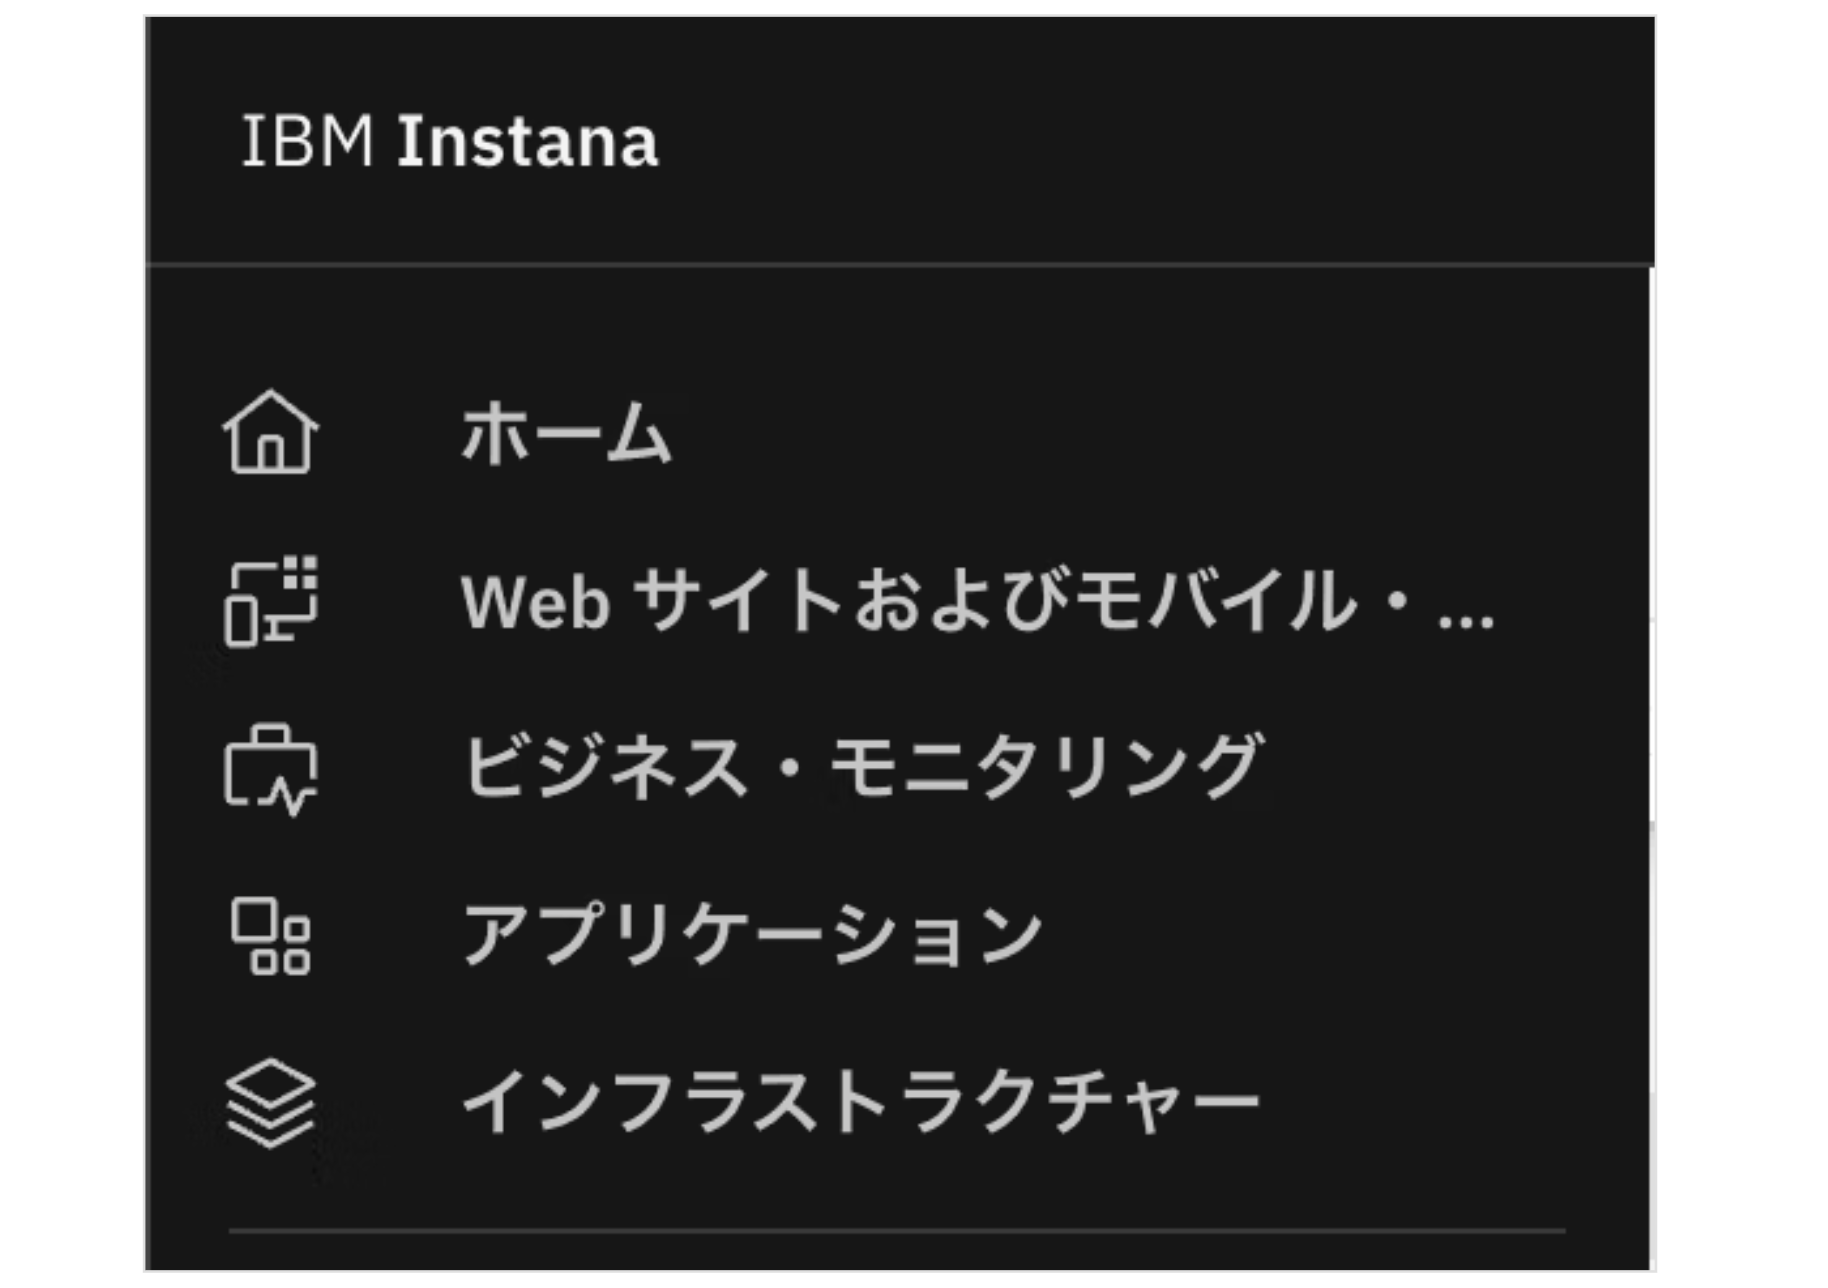 IBM Instana
ホーム
Web サイトおよびモバイル・...
ビジネス・モニタリング
アプリケーション
インフラストラクチャー